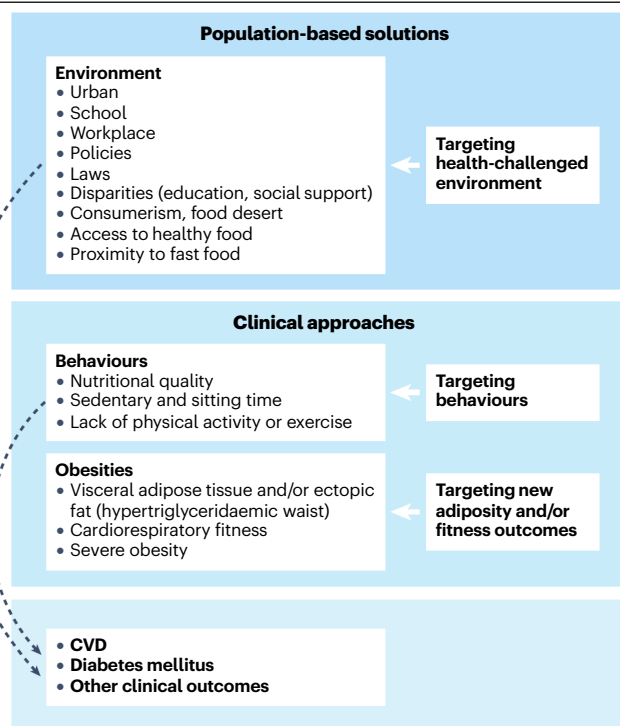 Population-based solutions
Environment
• Urban
• School
• Workplace
• Policies
• Laws
• Disparities (education, social support)
• Consumerism, food desert
• Access to healthy food
• Proximity to fast food
Targeting
health-challenged
environment
Clinical approaches
Behaviours
• Nutritional quality
• Sedentary and sitting time
• Lack of physical activity or exercise
Targeting
behaviours
Obesities
• Visceral adipose tissue and/or ectopic
fat (hypertriglyceridaemic waist)
• Cardiorespiratory fitness
• Severe obesity
Targeting new
adiposity and/or
fitness outcomes
• CVD
• Diabetes mellitus
• Other clinical outcomes